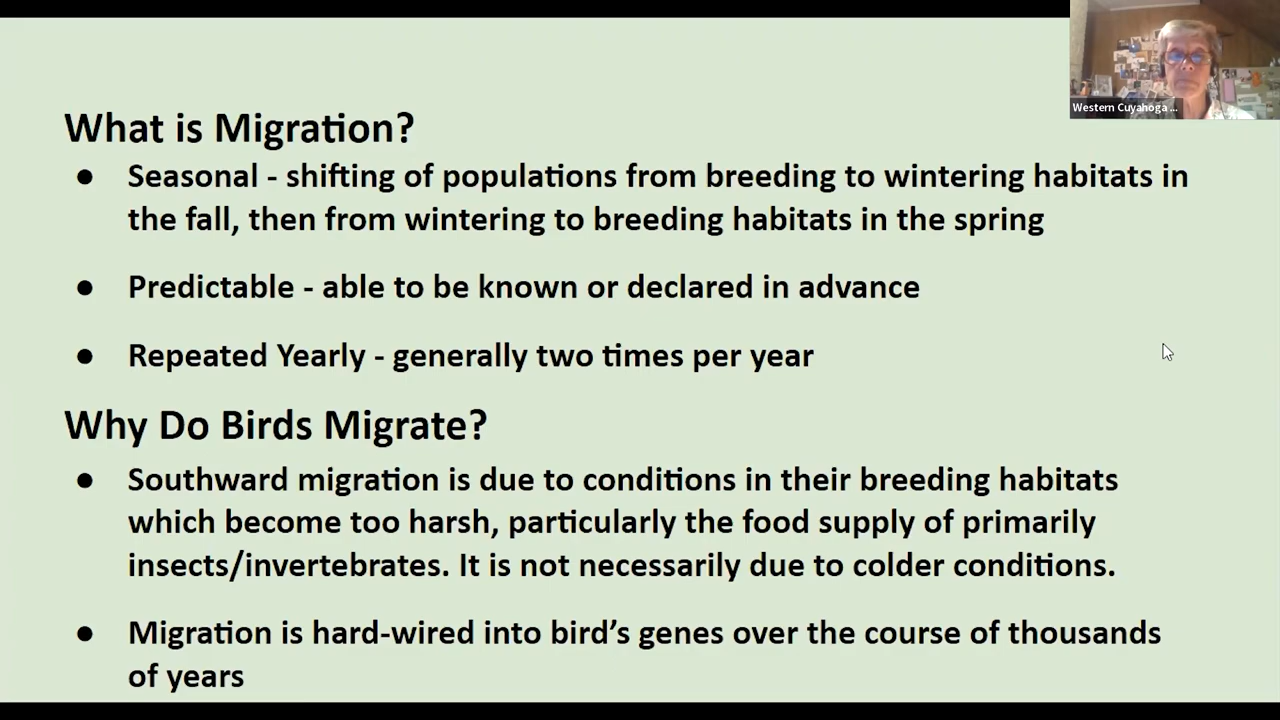 Western Cuyahoga ...
What is Migration?
● Seasonal - shifting of populations from breeding to wintering habitats in
the fall, then from wintering to breeding habitats in the spring
● Predictable - able to be known or declared in advance
● Repeated Yearly - generally two times per year
Why Do Birds Migrate?
● Southward migration is due to conditions in their breeding habitats
which become too harsh, particularly the food supply of primarily
insects/invertebrates. It is not necessarily due to colder conditions.
● Migration is hard-wired into bird’s genes over the course of thousands
of years